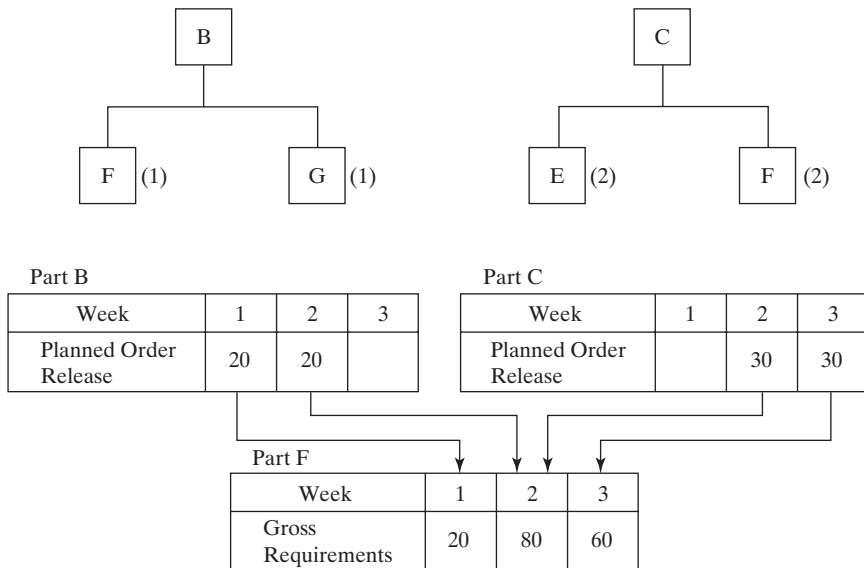 B
C
F (1)
G (1)
E (2)
F (2)
Part B
Week 1 2 3
Planned Order
Release
20 20
Part C
Week 1 2 3
Planned Order
Release
30 30
Part F
Week 1 2 3
Gross
Requirements
20 80 60